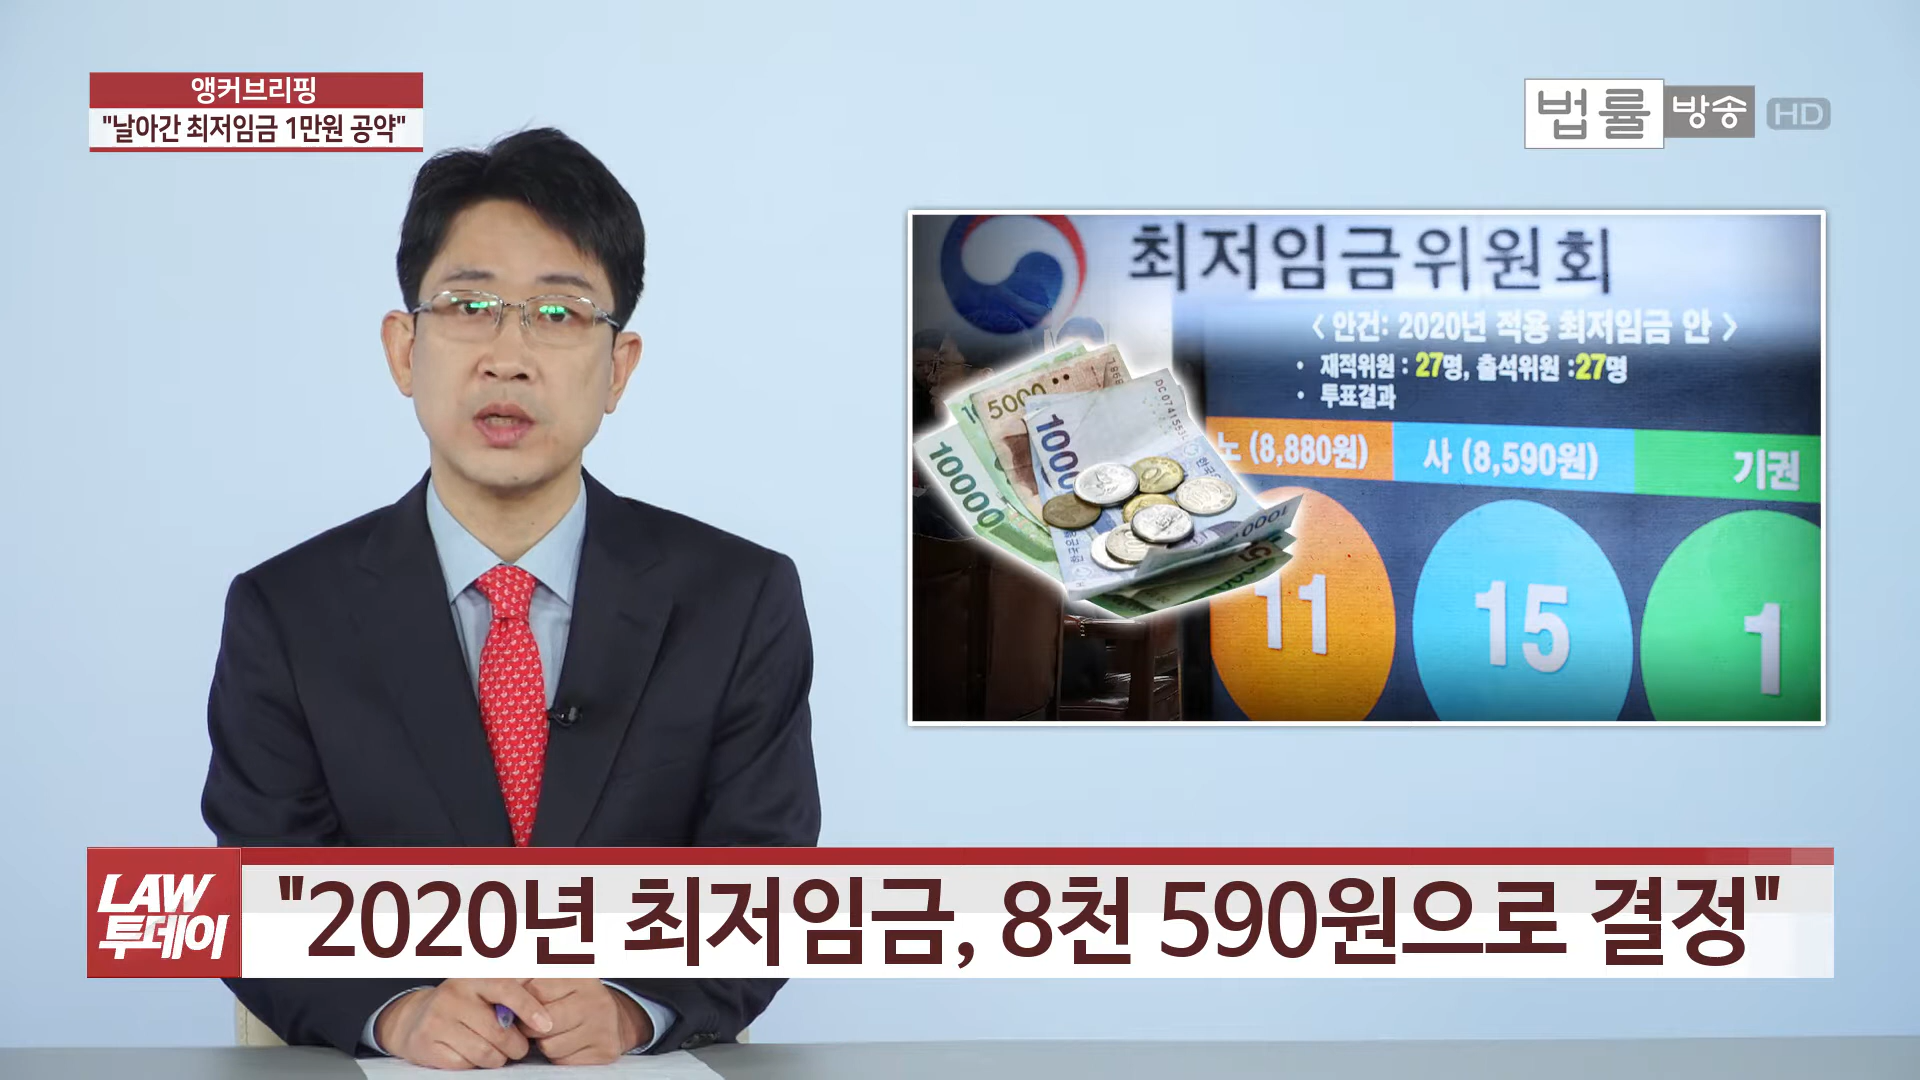 앵커브리핑
"날아간 최저임금 1만원 공약"
법률방송 HD
최저임금위원회
< 안건: 2020년 적용 최저임금 안 >
· 재적위원 : 27명, 출석위원 :27명
· 투표결과
노 (8,880원) 사 (8,590원) 기권
11 15 1
5000
10000
1000
1000
LAW
투데이
"2020년 최저임금, 8천 590원으로 결정"